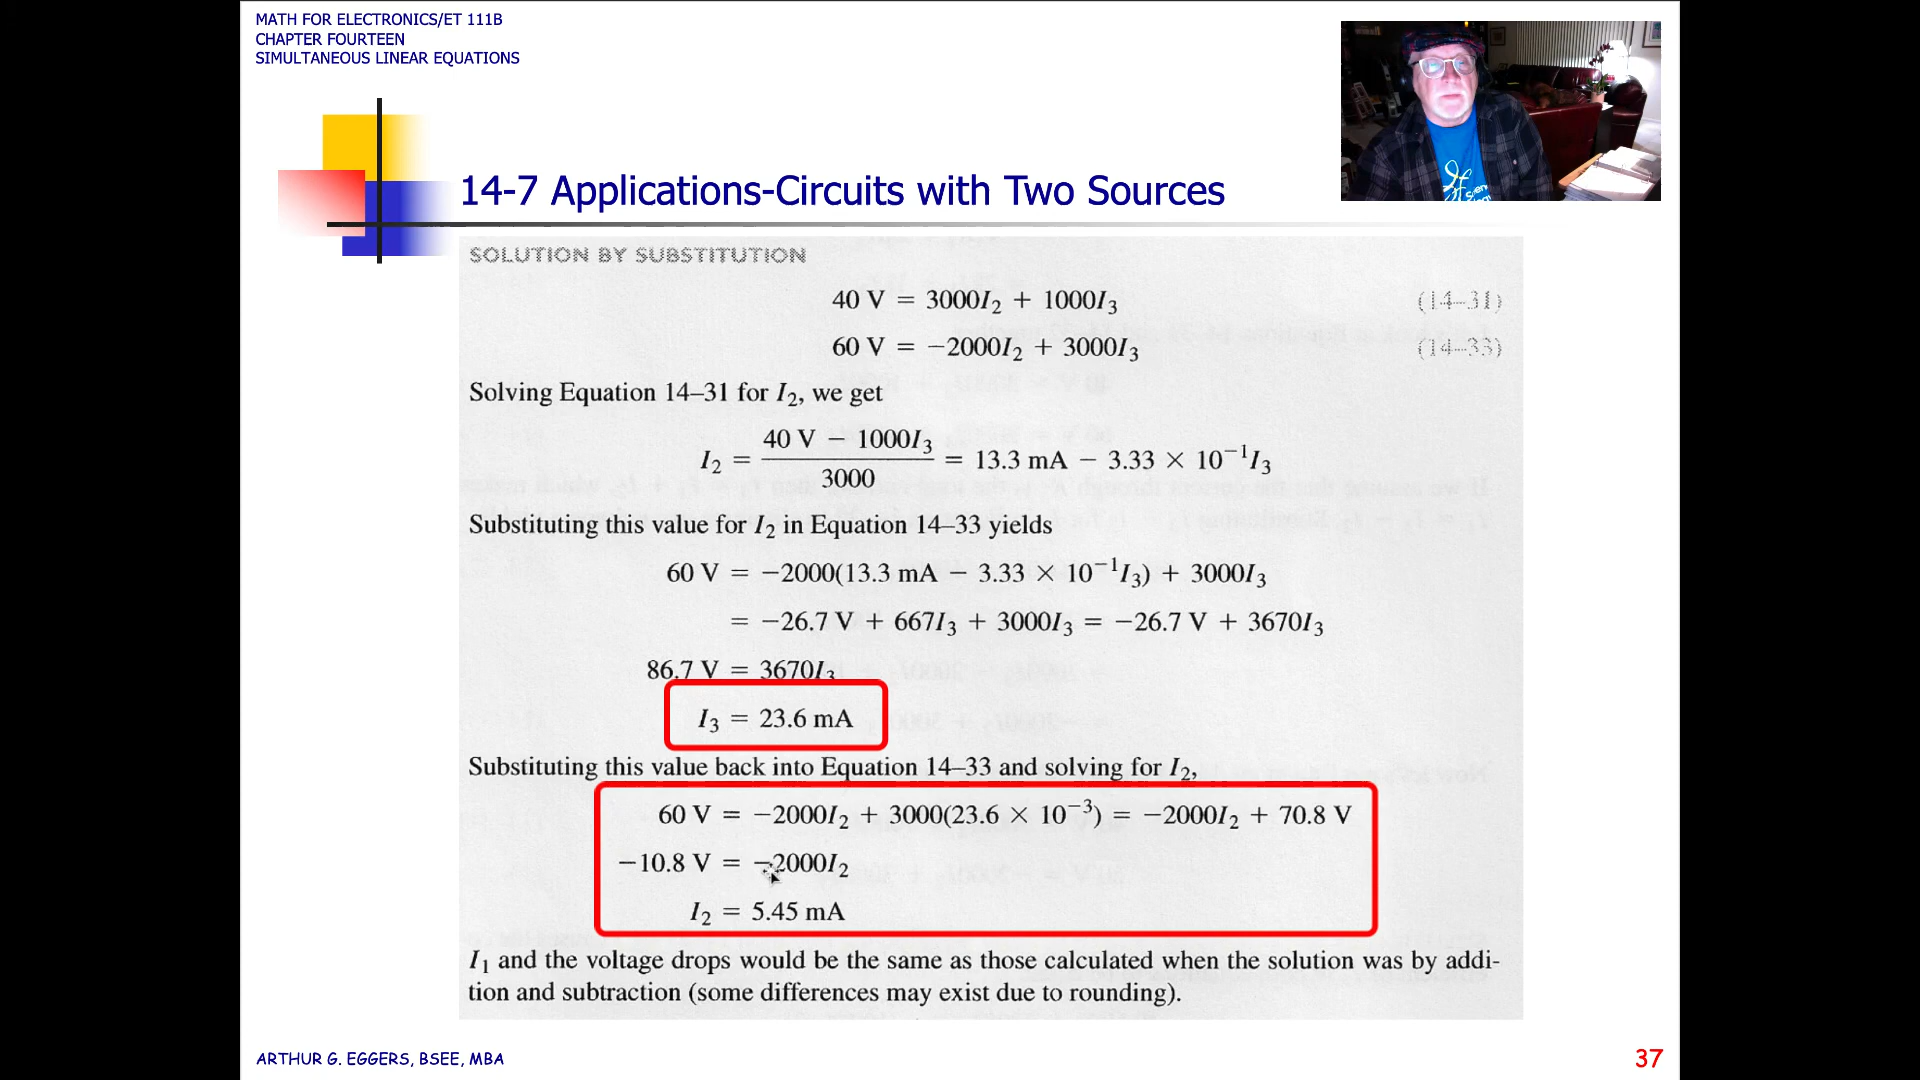 MATH FOR ELECTRONICS/ET 111B
CHAPTER FOURTEEN
SIMULTANEOUS LINEAR EQUATIONS
14-7 Applications-Circuits with Two Sources
SOLUTION BY SUBSTITUTION
40 V = 3000I₂ + 1000I₃ (14–31)
60 V = −2000I₂ + 3000I₃ (14–33)
Solving Equation 14–31 for I₂, we get
I₂ = (40 V − 1000I₃)/3000 = 13.3 mA − 3.33 × 10⁻¹I₃
Substituting this value for I₂ in Equation 14–33 yields
60 V = −2000(13.3 mA − 3.33 × 10⁻¹I₃) + 3000I₃
= −26.7 V + 667I₃ + 3000I₃ = −26.7 V + 3670I₃
86.7 V = 3670I₃
I₃ = 23.6 mA
Substituting this value back into Equation 14–33 and solving for I₂,
60 V = −2000I₂ + 3000(23.6 × 10⁻³) = −2000I₂ + 70.8 V
−10.8 V = −2000I₂
I₂ = 5.45 mA
I₁ and the voltage drops would be the same as those calculated when the solution was by addi-
tion and subtraction (some differences may exist due to rounding).
ARTHUR G. EGGERS, BSEE, MBA
37